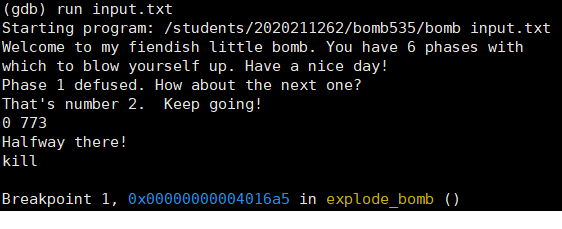 (gdb) run input.txt
Starting program: /students/2020211262/bomb535/bomb input.txt
Welcome to my fiendish little bomb. You have 6 phases with
which to blow yourself up. Have a nice day!
Phase 1 defused. How about the next one?
That's number 2.  Keep going!
0 773
Halfway there!
kill
Breakpoint 1, 0x00000000004016a5 in explode_bomb ()